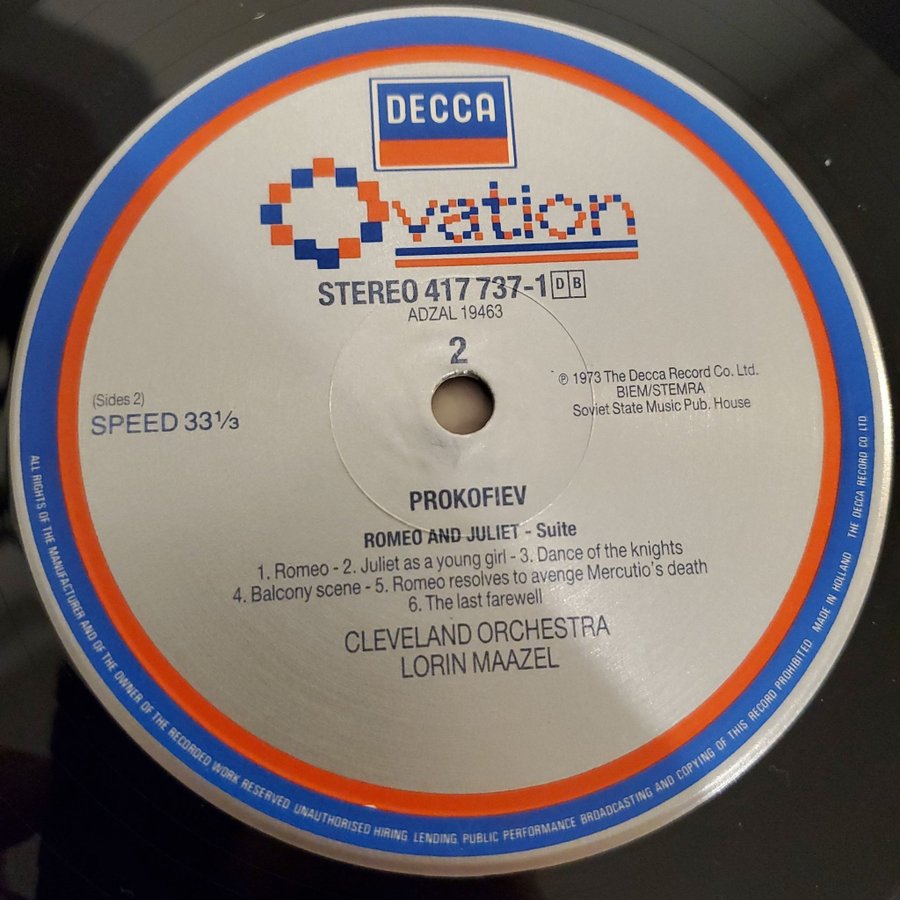 DECCA
Ovation
STEREO 417 737-1 DB
ADZAL 19463
2
℗ 1973 The Decca Record Co. Ltd.
BIEM/STEMRA
Soviet State Music Pub. House
(Sides 2)
SPEED 33⅓
PROKOFIEV
ROMEO AND JULIET - Suite
1. Romeo - 2. Juliet as a young girl - 3. Dance of the knights
4. Balcony scene - 5. Romeo resolves to avenge Mercutio's death
6. The last farewell
CLEVELAND ORCHESTRA
LORIN MAAZEL
ALL RIGHTS OF THE MANUFACTURER AND OF THE OWNER OF THE RECORDED WORK RESERVED UNAUTHORISED HIRING LENDING PUBLIC PERFORMANCE BROADCASTING AND COPYING OF THIS RECORD PROHIBITED MADE IN HOLLAND THE DECCA RECORD CO LTD